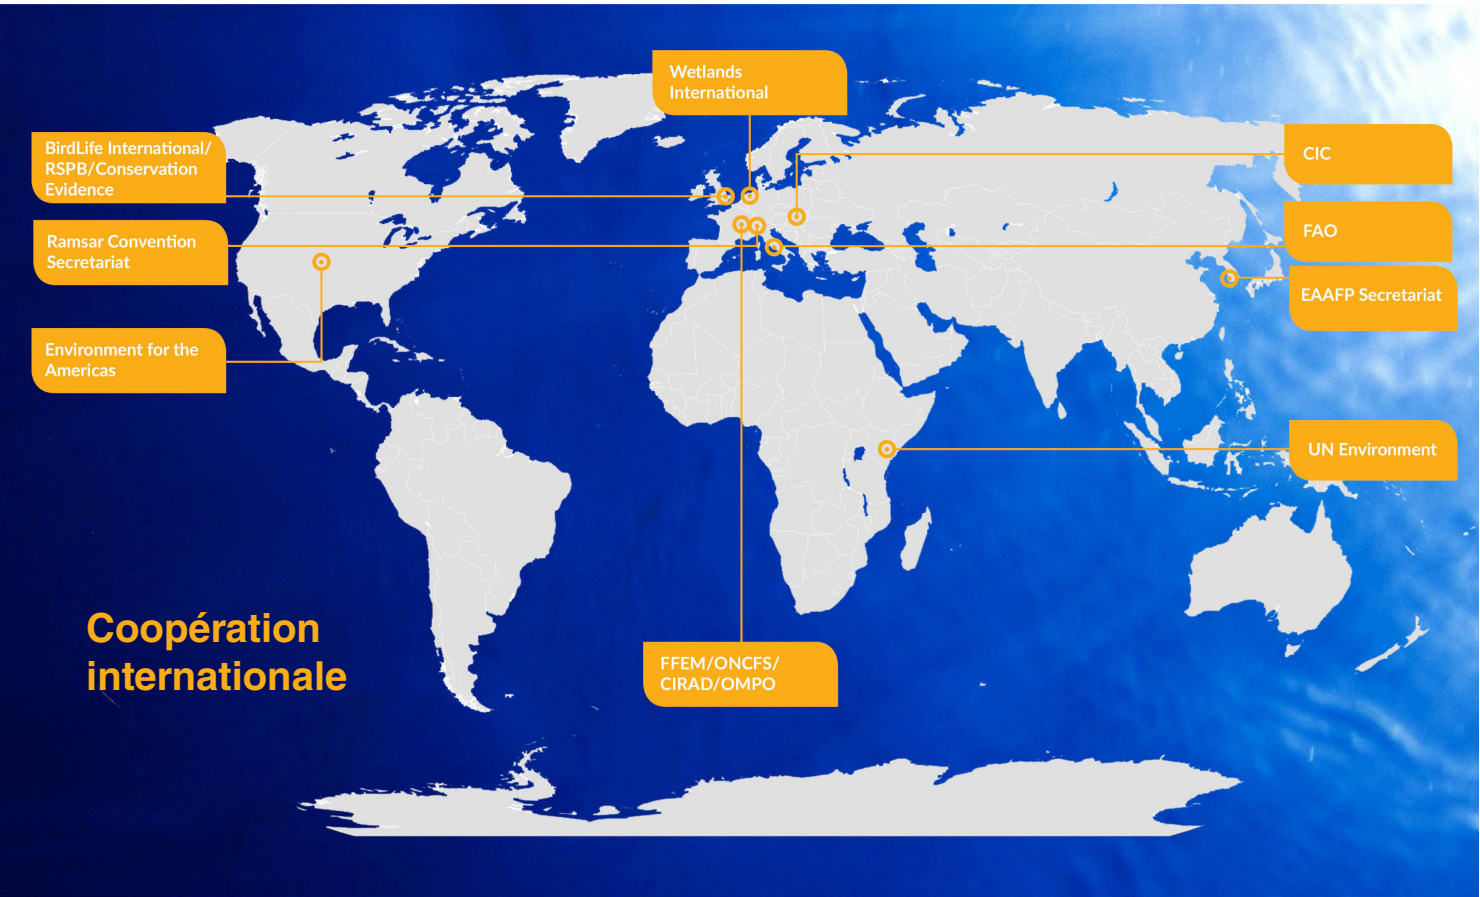 Wetlands
International
BirdLife International/
RSPB/Conservation
Evidence
CIC
Ramsar Convention
Secretariat
FAO
EAAFP Secretariat
Environment for the
Americas
UN Environment
Coopération
internationale
FFEM/ONCFS/
CIRAD/OMPO